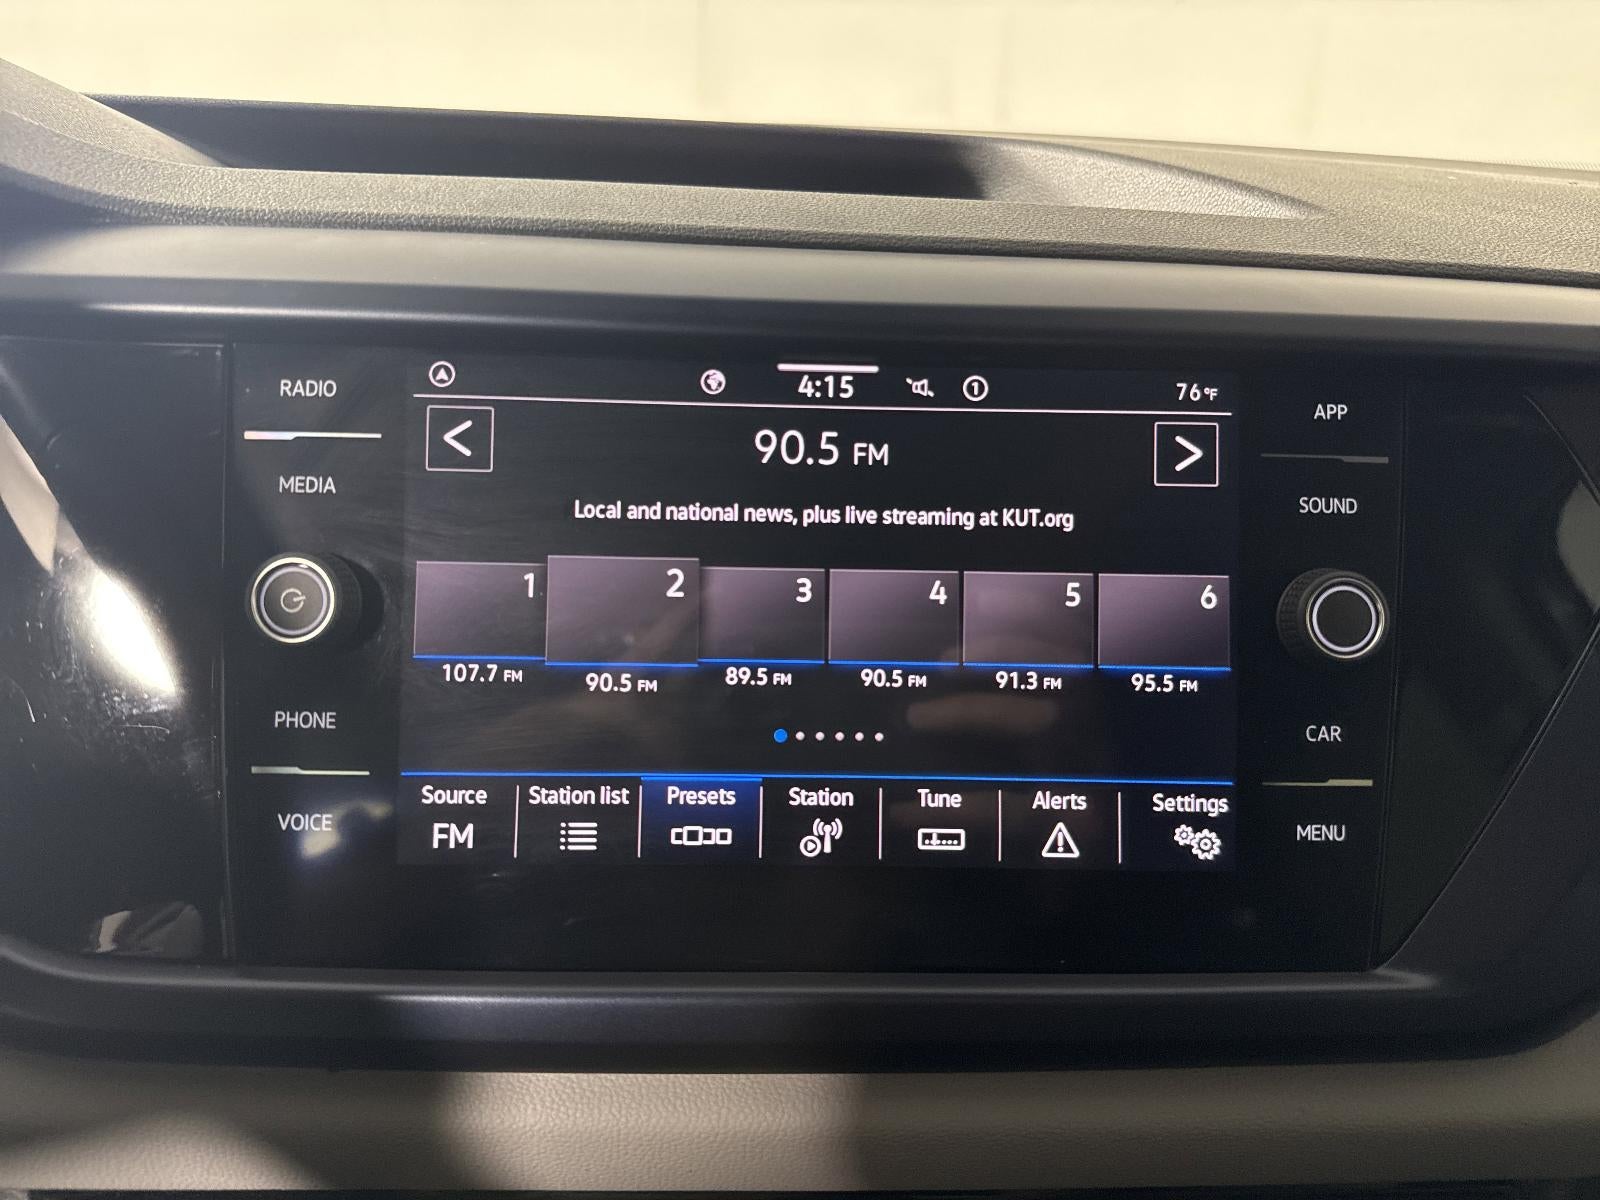 RADIO
MEDIA
PHONE
VOICE
4:15
1
76°F
<
90.5 FM
>
Local and national news, plus live streaming at KUT.org
1 2 3 4 5 6
107.7 FM 90.5 FM 89.5 FM 90.5 FM 91.3 FM 95.5 FM
Source Station list Presets Station Tune Alerts Settings
FM
APP
SOUND
CAR
MENU